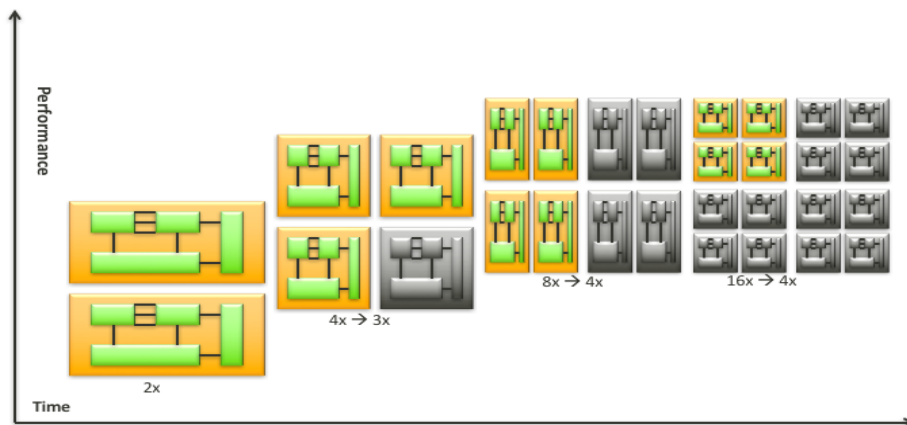 Performance
8x → 4x
16x → 4x
4x → 3x
2x
Time